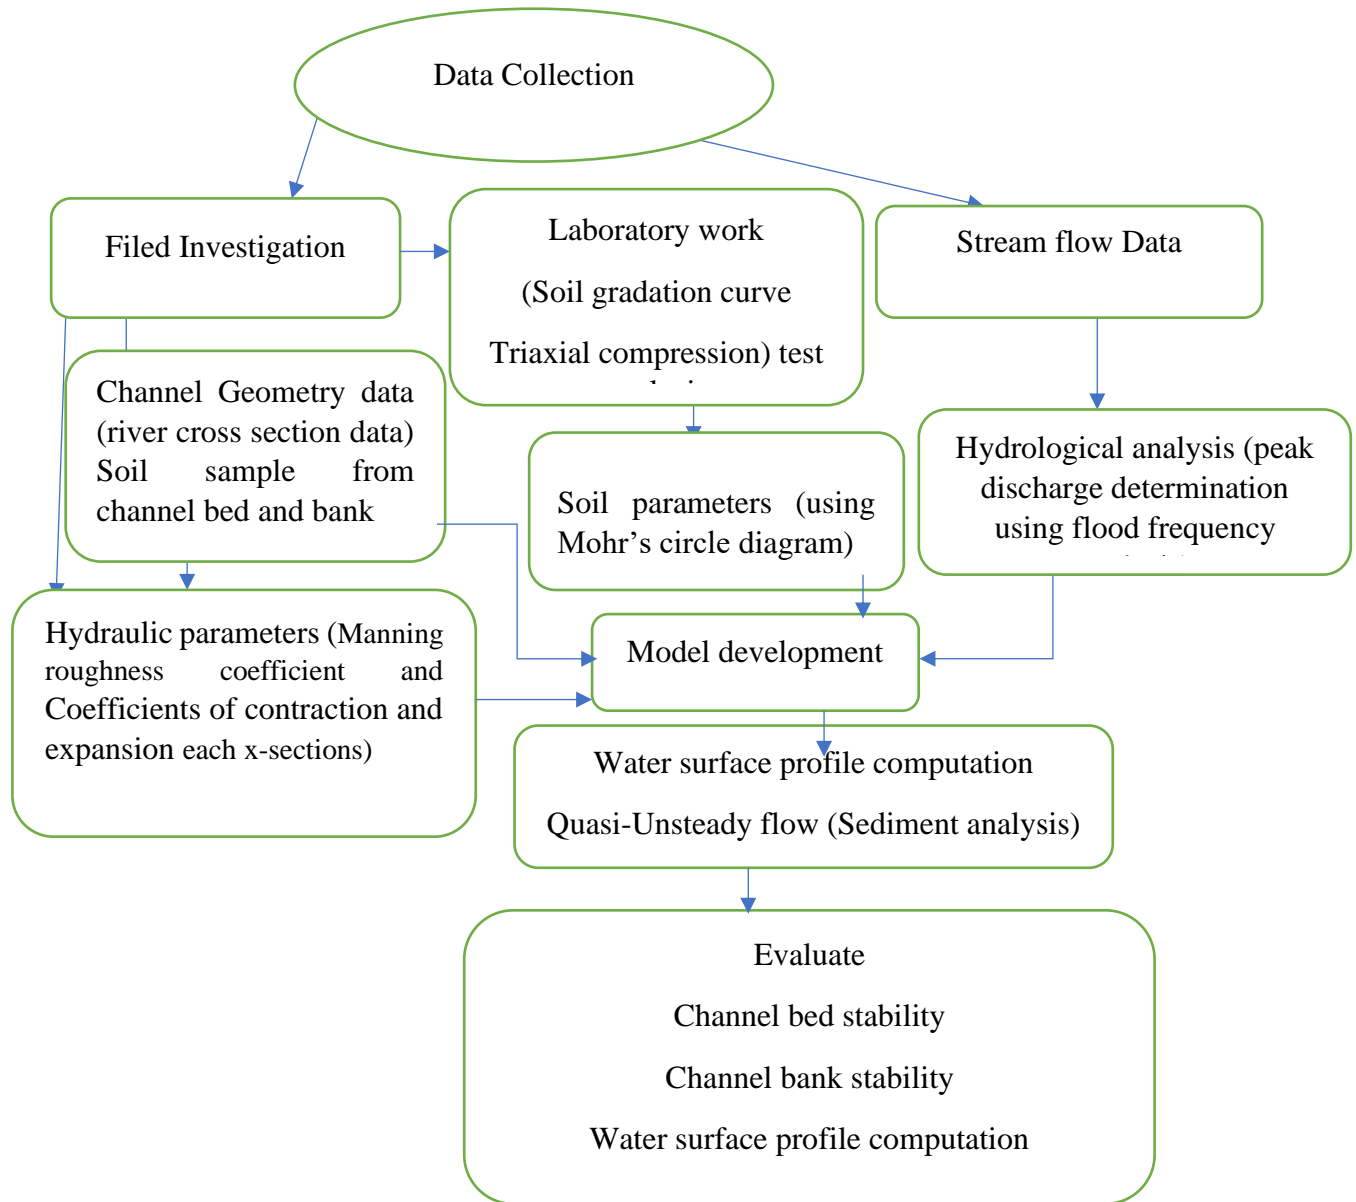 Data Collection
Filed Investigation
Laboratory work
(Soil gradation curve
Triaxial compression) test
Stream flow Data
Channel Geometry data
(river cross section data)
Soil sample from
channel bed and bank
Soil parameters (using
Mohr’s circle diagram)
Hydrological analysis (peak
discharge determination
using flood frequency
Hydraulic parameters (Manning
roughness coefficient and
Coefficients of contraction and
expansion each x-sections)
Model development
Water surface profile computation
Quasi-Unsteady flow (Sediment analysis)
Evaluate
Channel bed stability
Channel bank stability
Water surface profile computation